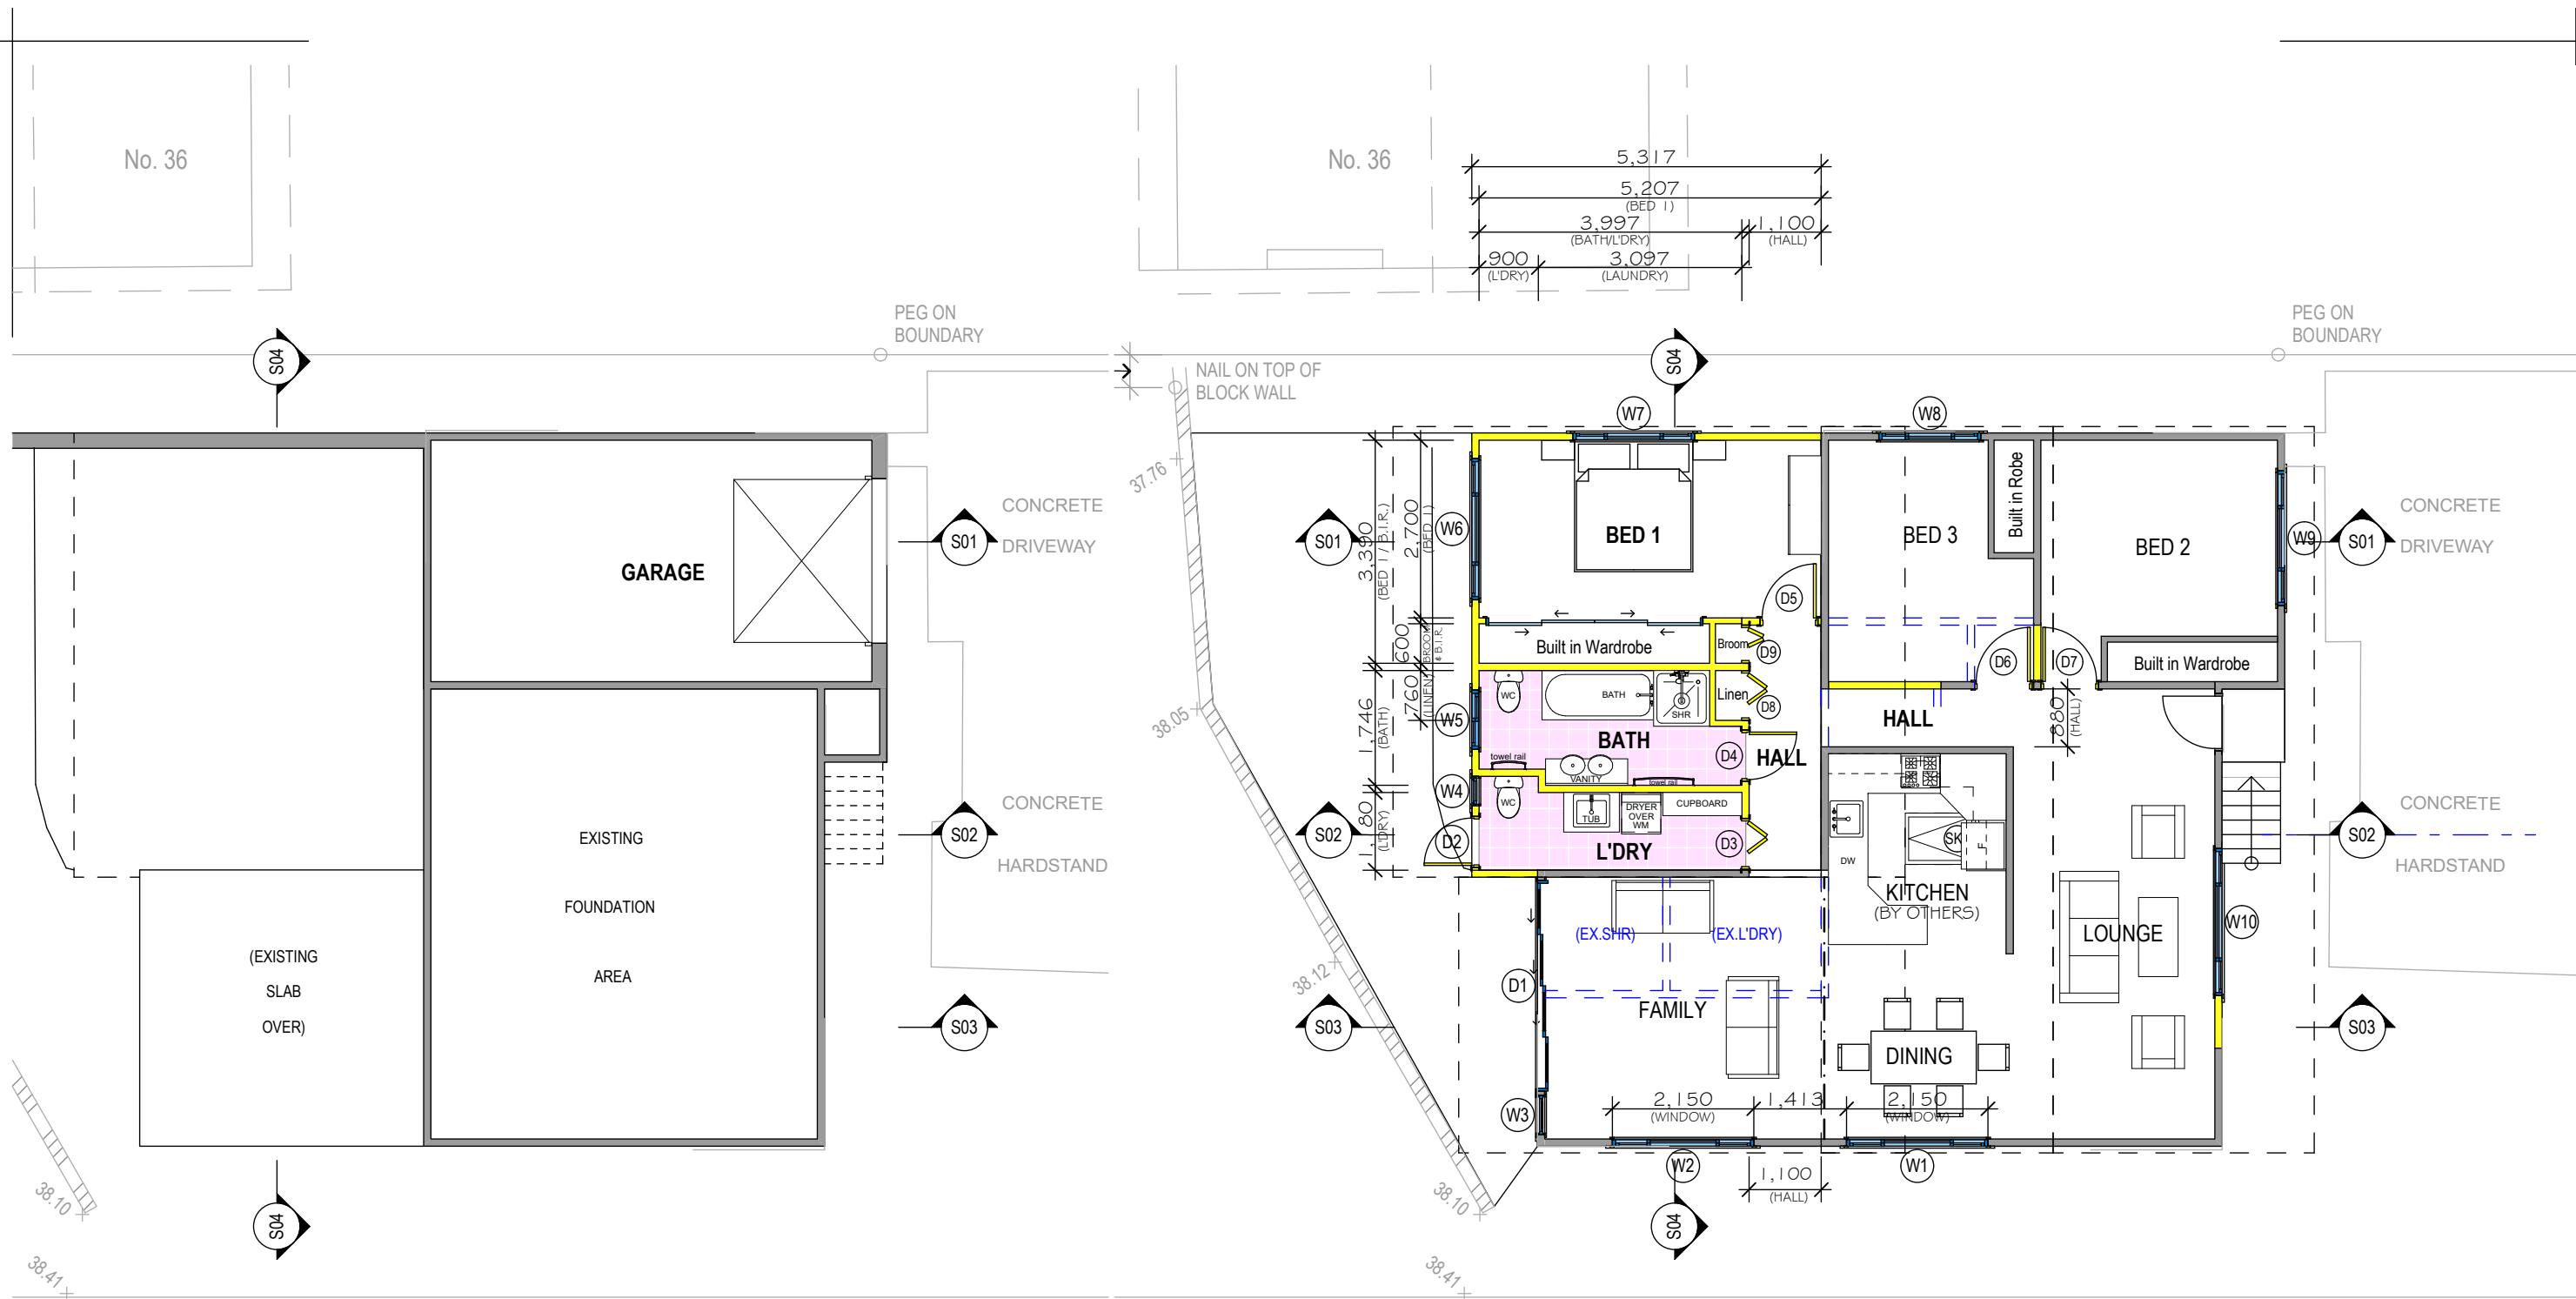 No. 36
No. 36
5,317
5,207
(BED 1)
3,997
(BATH/L'DRY)
1,100
(HALL)
900
(L'DRY)
3,097
(LAUNDRY)
PEG ON
BOUNDARY
PEG ON
BOUNDARY
S04
S04
NAIL ON TOP OF
BLOCK WALL
W7
W8
37.76
CONCRETE
DRIVEWAY
S01
GARAGE
S01
3,390
(BED 1 / B.I.R.)
2,700
(BED 1)
W6
BED 1
BED 3
Built in Robe
BED 2
W9
S01
CONCRETE
DRIVEWAY
D5
600
BROOM
& B.I.R.
Built in Wardrobe
Broom
D9
D6
D7
Built in Wardrobe
760
(LINEN)
1,746
(BATH)
38.05
W5
WC
BATH
SHR
Linen
D8
HALL
880
(HALL)
BATH
D4
HALL
towel rail
VANITY
towel rail
W4
WC
TUB
DRYER
OVER
WM
CUPBOARD
1,180
(L'DRY)
D2
L'DRY
D3
EXISTING
FOUNDATION
AREA
S02
CONCRETE
HARDSTAND
S02
DW
SK
F
KITCHEN
(BY OTHERS)
S02
CONCRETE
HARDSTAND
(EXISTING
SLAB
OVER)
(EX.SHR)
(EX.L'DRY)
LOUNGE
W10
38.12
D1
FAMILY
S03
S03
S03
DINING
W3
2,150
(WINDOW)
1,413
2,150
(WINDOW)
W2
W1
1,100
(HALL)
38.10
38.10
S04
S04
38.41
38.41